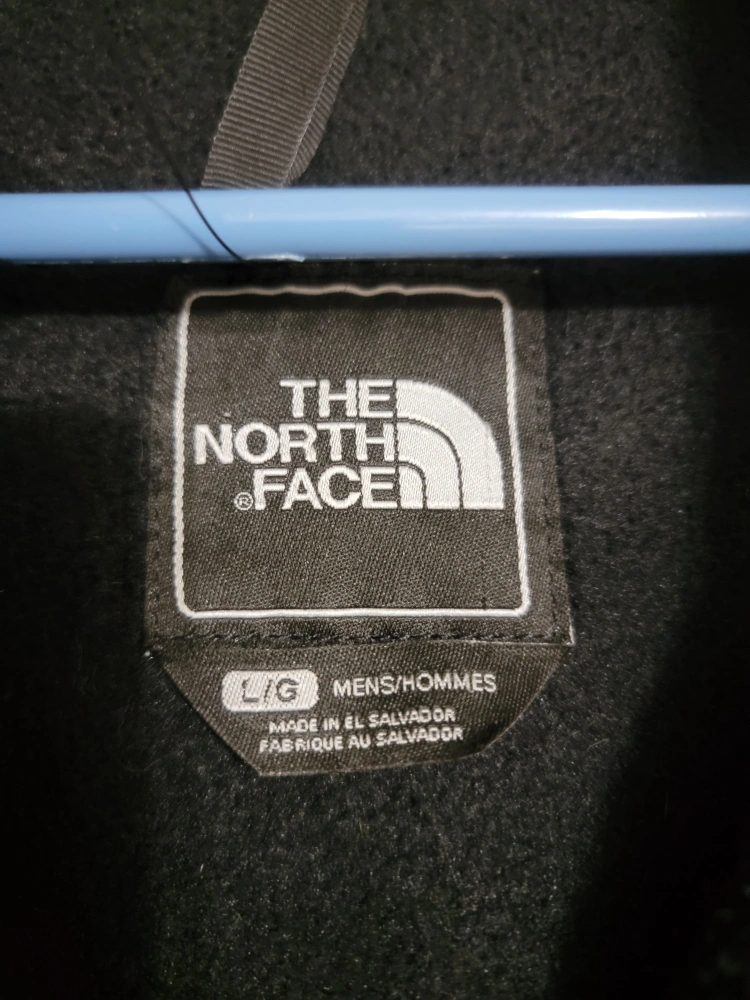 THE
NORTH
®FACE
L/G MENS/HOMMES
MADE IN EL SALVADOR
FABRIQUE AU SALVADOR